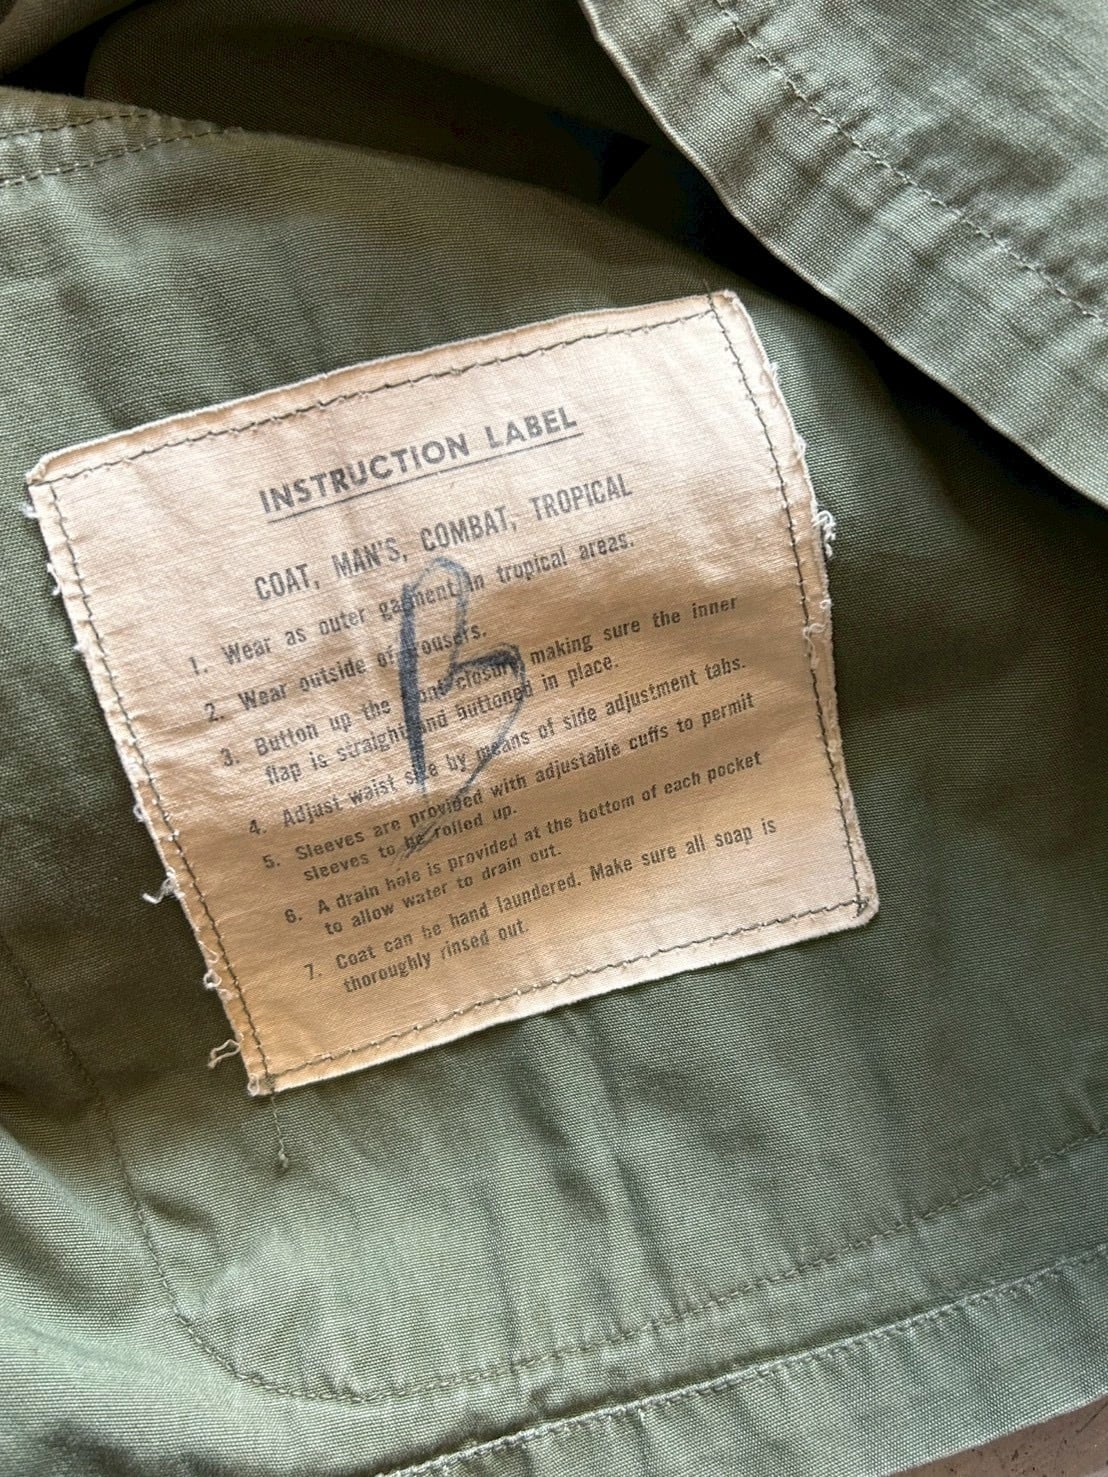 INSTRUCTION LABEL
COAT, MAN'S, COMBAT, TROPICAL
1. Wear as outer garment in tropical areas.
2. Wear outside of trousers.
3. Button up the front closure making sure the inner
flap is straight and buttoned in place.
4. Adjust waist size by means of side adjustment tabs.
5. Sleeves are provided with adjustable cuffs to permit
sleeves to be rolled up.
6. A drain hole is provided at the bottom of each pocket
to allow water to drain out.
7. Coat can be hand laundered. Make sure all soap is
thoroughly rinsed out.
B